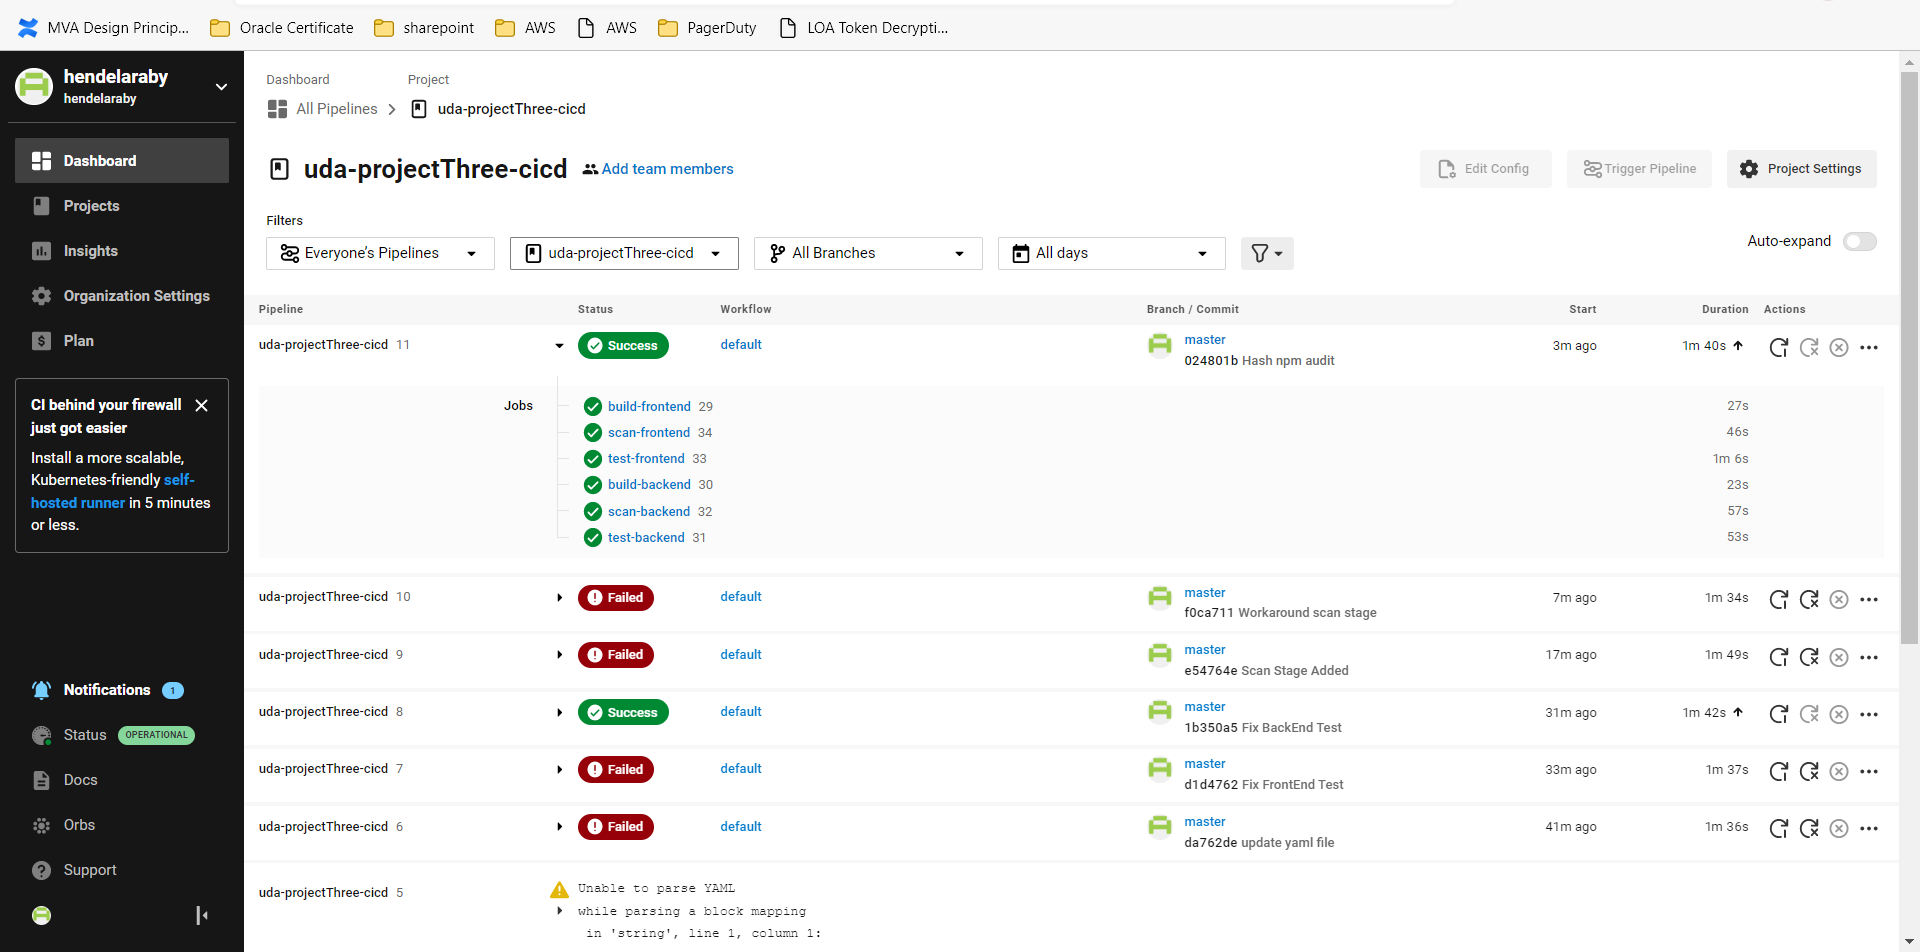 MVA Design Princip...
Oracle Certificate
sharepoint
AWS
AWS
PagerDuty
LOA Token Decrypti...
hendelaraby
hendelaraby
Dashboard
Projects
Insights
Organization Settings
$ Plan
CI behind your firewall
just got easier
Install a more scalable,
Kubernetes-friendly self-
hosted runner in 5 minutes
or less.
Notifications 1
Status OPERATIONAL
Docs
Orbs
? Support
Dashboard Project
All Pipelines uda-projectThree-cicd
uda-projectThree-cicd Add team members
Edit Config Trigger Pipeline Project Settings
Filters
Everyone's Pipelines uda-projectThree-cicd All Branches All days
Auto-expand
Pipeline Status Workflow Branch / Commit Start Duration Actions
uda-projectThree-cicd 11 Success default master 3m ago 1m 40s
024801b Hash npm audit
Jobs build-frontend 29 27s
scan-frontend 34 46s
test-frontend 33 1m 6s
build-backend 30 23s
scan-backend 32 57s
test-backend 31 53s
uda-projectThree-cicd 10 Failed default master 7m ago 1m 34s
f0ca711 Workaround scan stage
uda-projectThree-cicd 9 Failed default master 17m ago 1m 49s
e54764e Scan Stage Added
uda-projectThree-cicd 8 Success default master 31m ago 1m 42s
1b350a5 Fix BackEnd Test
uda-projectThree-cicd 7 Failed default master 33m ago 1m 37s
d1d4762 Fix FrontEnd Test
uda-projectThree-cicd 6 Failed default master 41m ago 1m 36s
da762de update yaml file
uda-projectThree-cicd 5 Unable to parse YAML
while parsing a block mapping
in 'string', line 1, column 1: